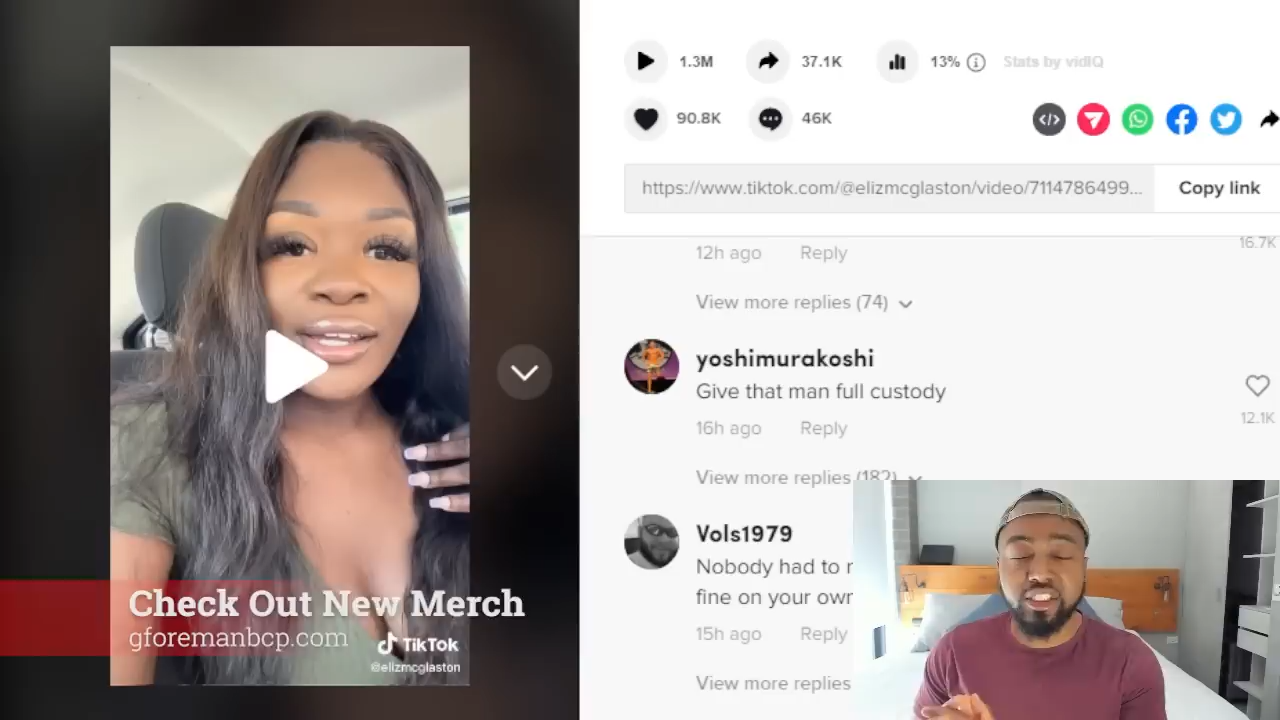 1.3M
37.1K
13%
Stats by vidIQ
90.8K
46K
https://www.tiktok.com/@elizmcglaston/video/7114786499...
Copy link
12h ago
Reply
16.7K
View more replies (74)
yoshimurakoshi
Give that man full custody
12.1K
16h ago
Reply
View more replies (182)
Vols1979
Nobody had to
fine on your own
15h ago
Reply
View more replies
Check Out New Merch
gforemanbcp.com
TikTok
@elizmcglaston